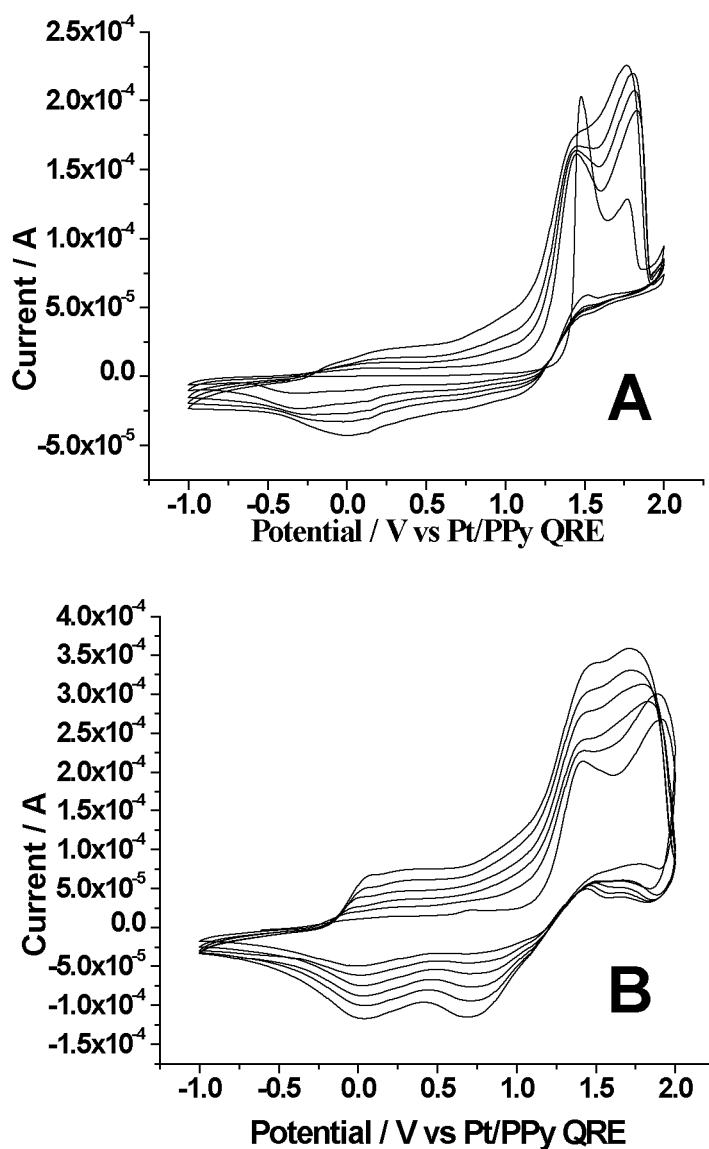 2.5x10⁻⁴
2.0x10⁻⁴
1.5x10⁻⁴
1.0x10⁻⁴
5.0x10⁻⁵
0.0
-5.0x10⁻⁵
Current / A
A
-1.0 -0.5 0.0 0.5 1.0 1.5 2.0
Potential / V vs Pt/PPy QRE
4.0x10⁻⁴
3.5x10⁻⁴
3.0x10⁻⁴
2.5x10⁻⁴
2.0x10⁻⁴
1.5x10⁻⁴
1.0x10⁻⁴
5.0x10⁻⁵
0.0
-5.0x10⁻⁵
-1.0x10⁻⁴
-1.5x10⁻⁴
Current / A
B
-1.0 -0.5 0.0 0.5 1.0 1.5 2.0
Potential / V vs Pt/PPy QRE